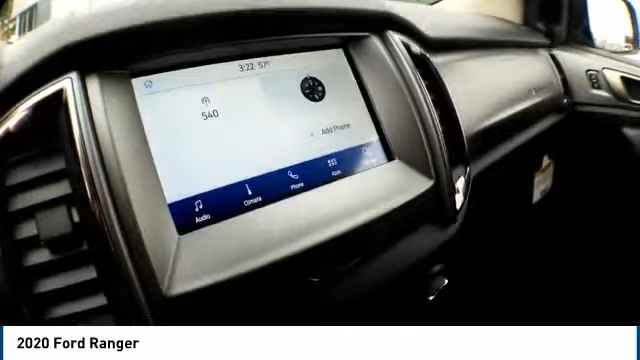 3:22 57°
540
Add Phone
Audio
Climate
Phone
Apps
2020 Ford Ranger